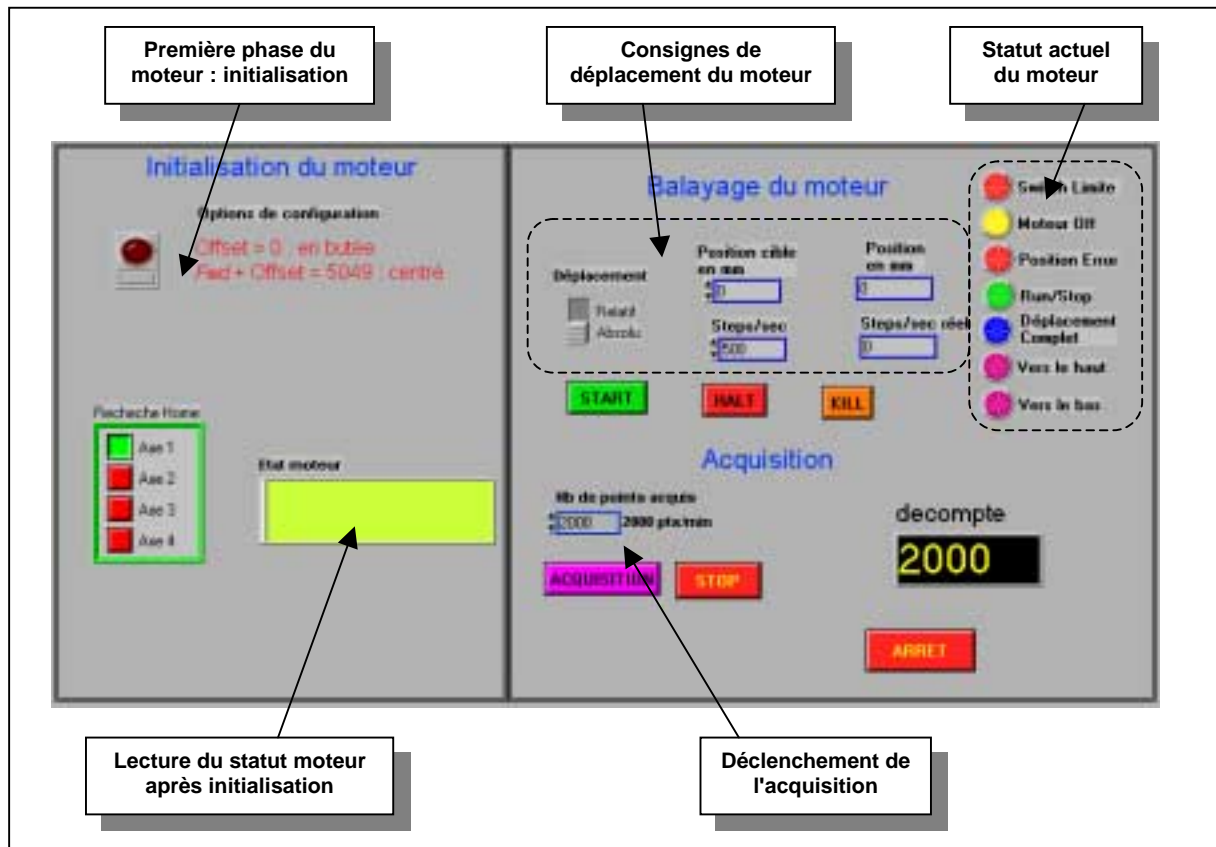 Première phase du
moteur : initialisation
Consignes de
déplacement du moteur
Statut actuel
du moteur
Initialisation du moteur
Options de configuration
Offset = 0 : en butée
Fwd + Offset = 5049 : centré
Recheche Home
Axe 1
Axe 2
Axe 3
Axe 4
Etat moteur
Balayage du moteur
Déplacement
Relatif
Absolu
Position cible
en mm
0
Steps/sec
500
Position
en mm
0
Steps/sec réel
0
START
HALT
KILL
Switch Limite
Moteur Off
Position Error
Run/Stop
Déplacement
Complet
Vers le haut
Vers le bas
Acquisition
Nb de points acquis
2000 2000 pts/min
ACQUISITION
STOP
decompte
2000
ARRET
Lecture du statut moteur
après initialisation
Déclenchement de
l'acquisition